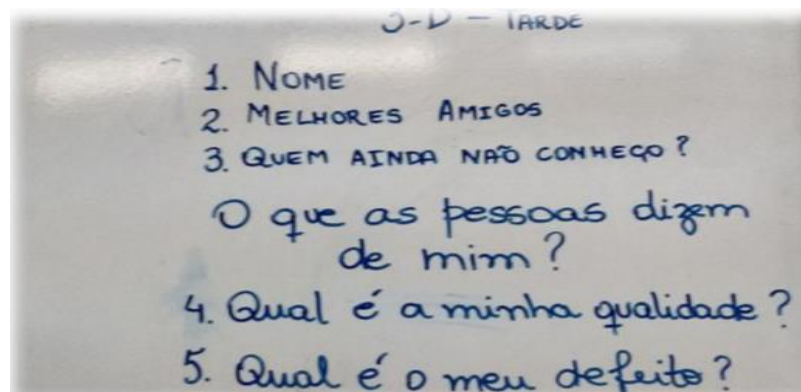 - TARDE
1. NOME
2. MELHORES AMIGOS
3. QUEM AINDA NÃO CONHEÇO?
O que as pessoas dizem
de mim?
4. Qual é a minha qualidade?
5. Qual é o meu defeito?